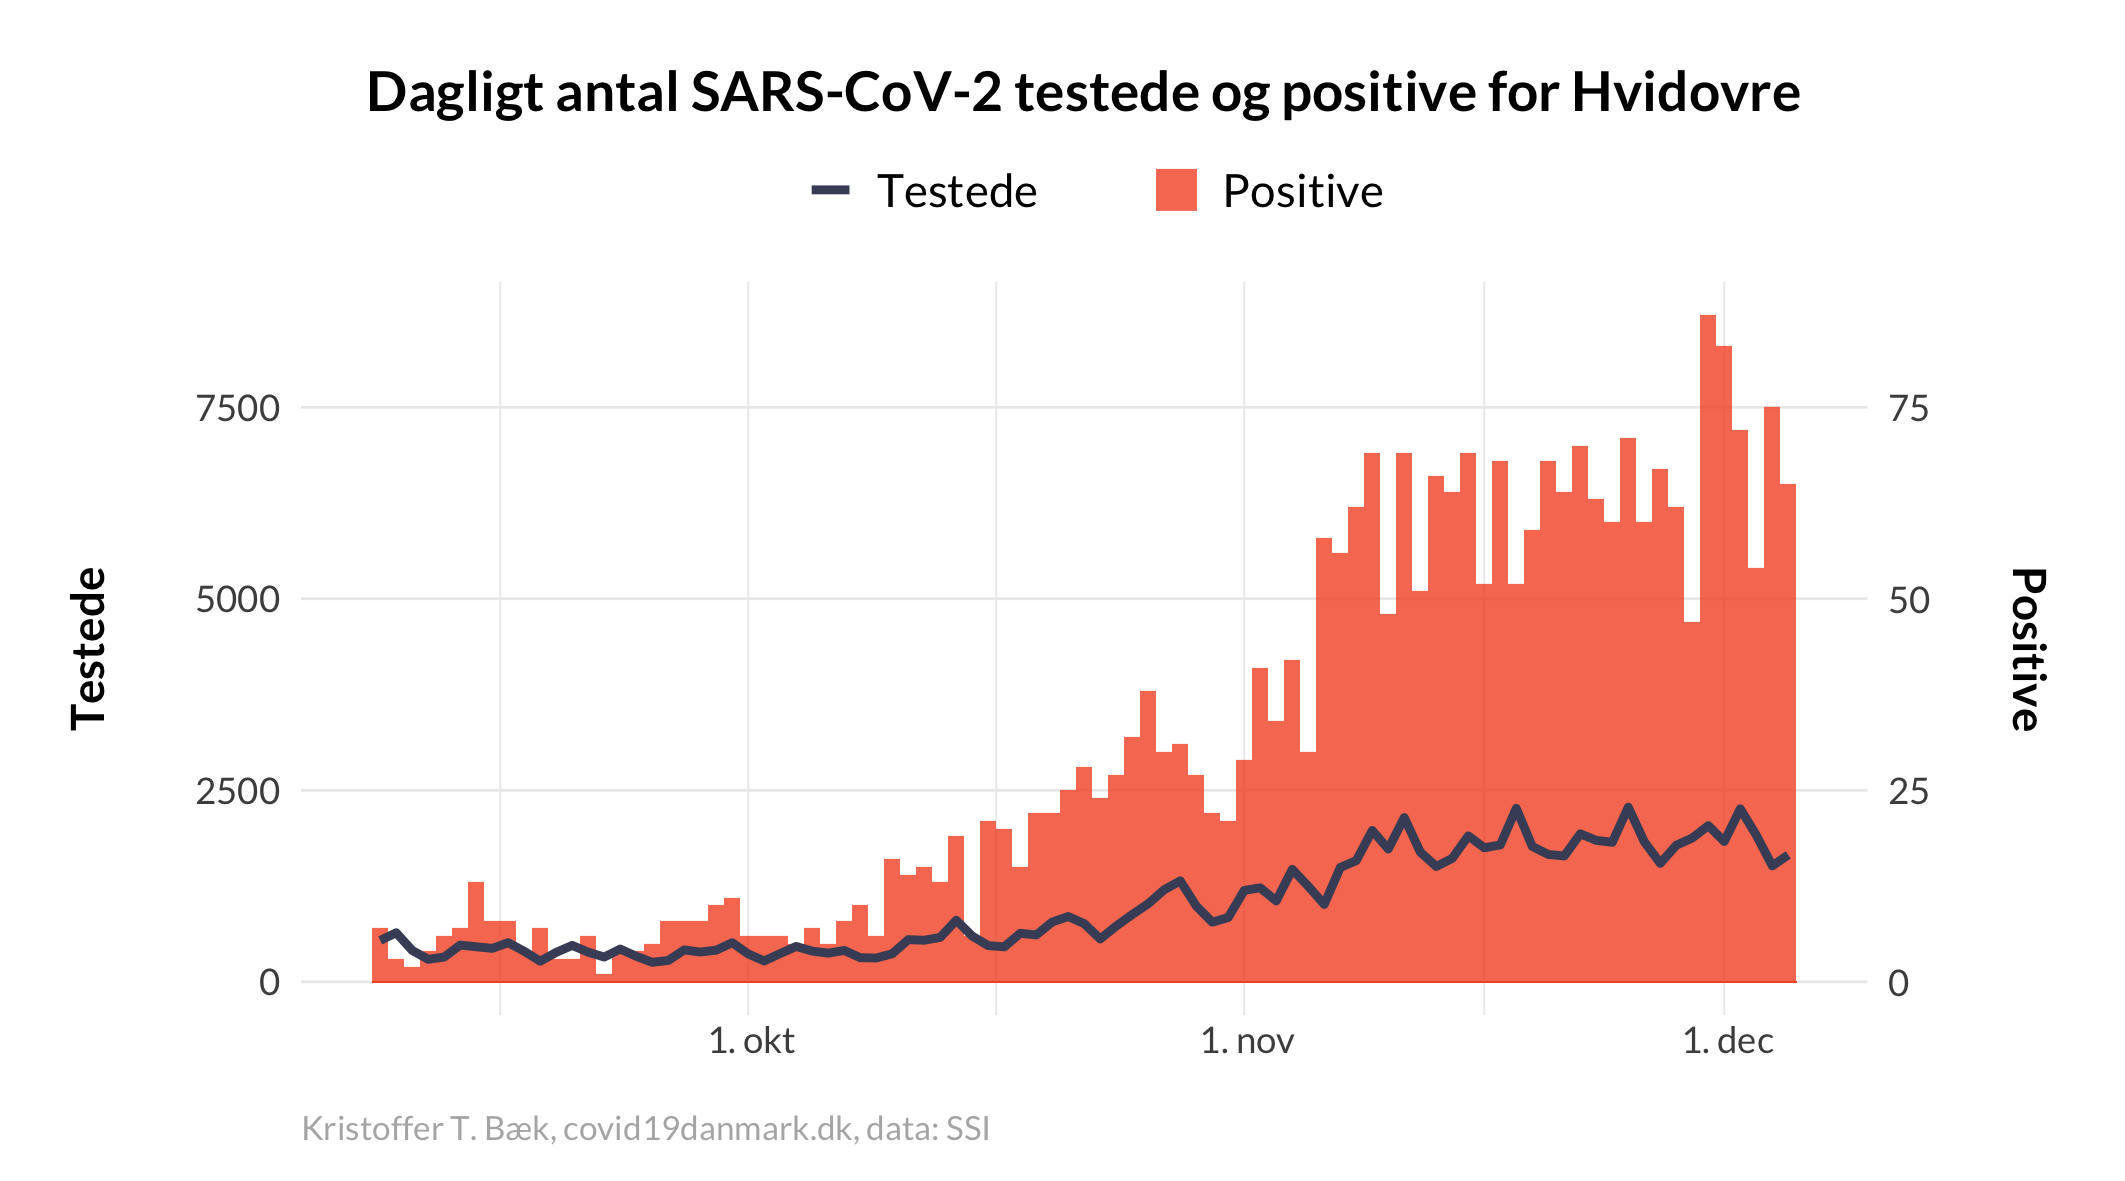 Dagligt antal SARS-CoV-2 testede og positive for Hvidovre
Testede Positive
7500 75
5000 50
2500 25
0 0
Testede
Positive
1. okt 1. nov 1. dec
Kristoffer T. Bæk, covid19danmark.dk, data: SSI